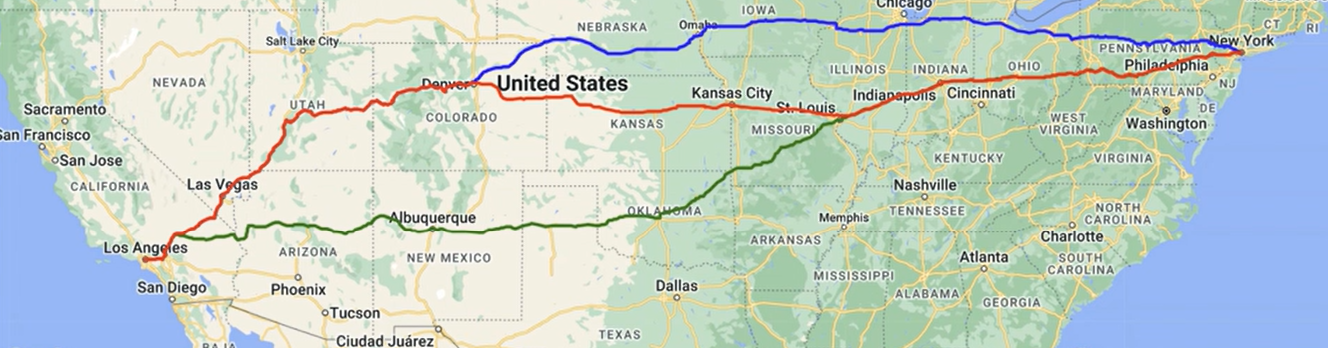 Chicago
IOWA
CT
RI
NEBRASKA
Omaha
New York
Salt Lake City
PENNSYLVANIA
Philadelphia
NEVADA
Denver
United States
ILLINOIS
INDIANA
OHIO
NJ
UTAH
Kansas City
Indianapolis
Cincinnati
MARYLAND
DE
Sacramento
COLORADO
St. Louis
KANSAS
MISSOURI
WEST
VIRGINIA
Washington
San Francisco
San Jose
KENTUCKY
VIRGINIA
CALIFORNIA
Las Vegas
Nashville
TENNESSEE
NORTH
CAROLINA
Albuquerque
OKLAHOMA
Memphis
Charlotte
Los Angeles
ARIZONA
NEW MEXICO
ARKANSAS
Atlanta
SOUTH
CAROLINA
MISSISSIPPI
San Diego
Phoenix
Dallas
ALABAMA
GEORGIA
Tucson
TEXAS
Ciudad Juárez